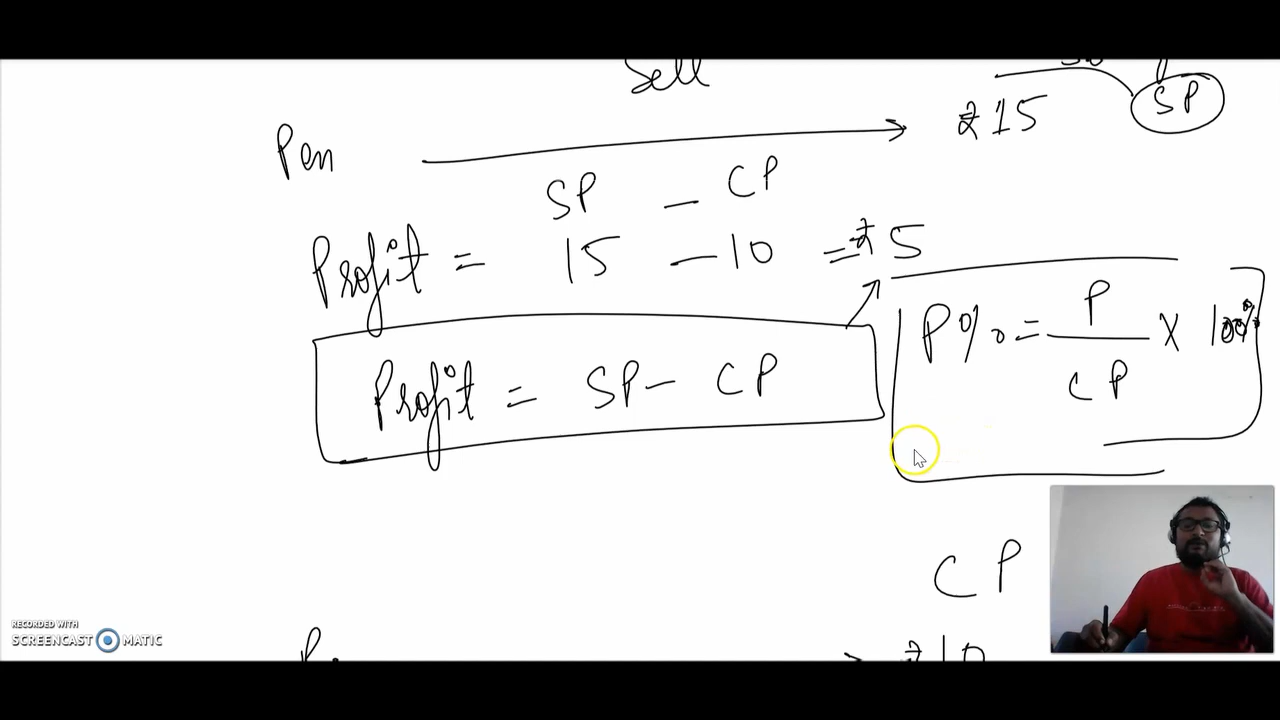 Sell
₹15 SP
Pen
SP - CP
Profit = 15 - 10 = ₹5
P% = P/CP × 100%
Profit = SP - CP
CP
RECORDED WITH
SCREENCAST MATIC
₹10